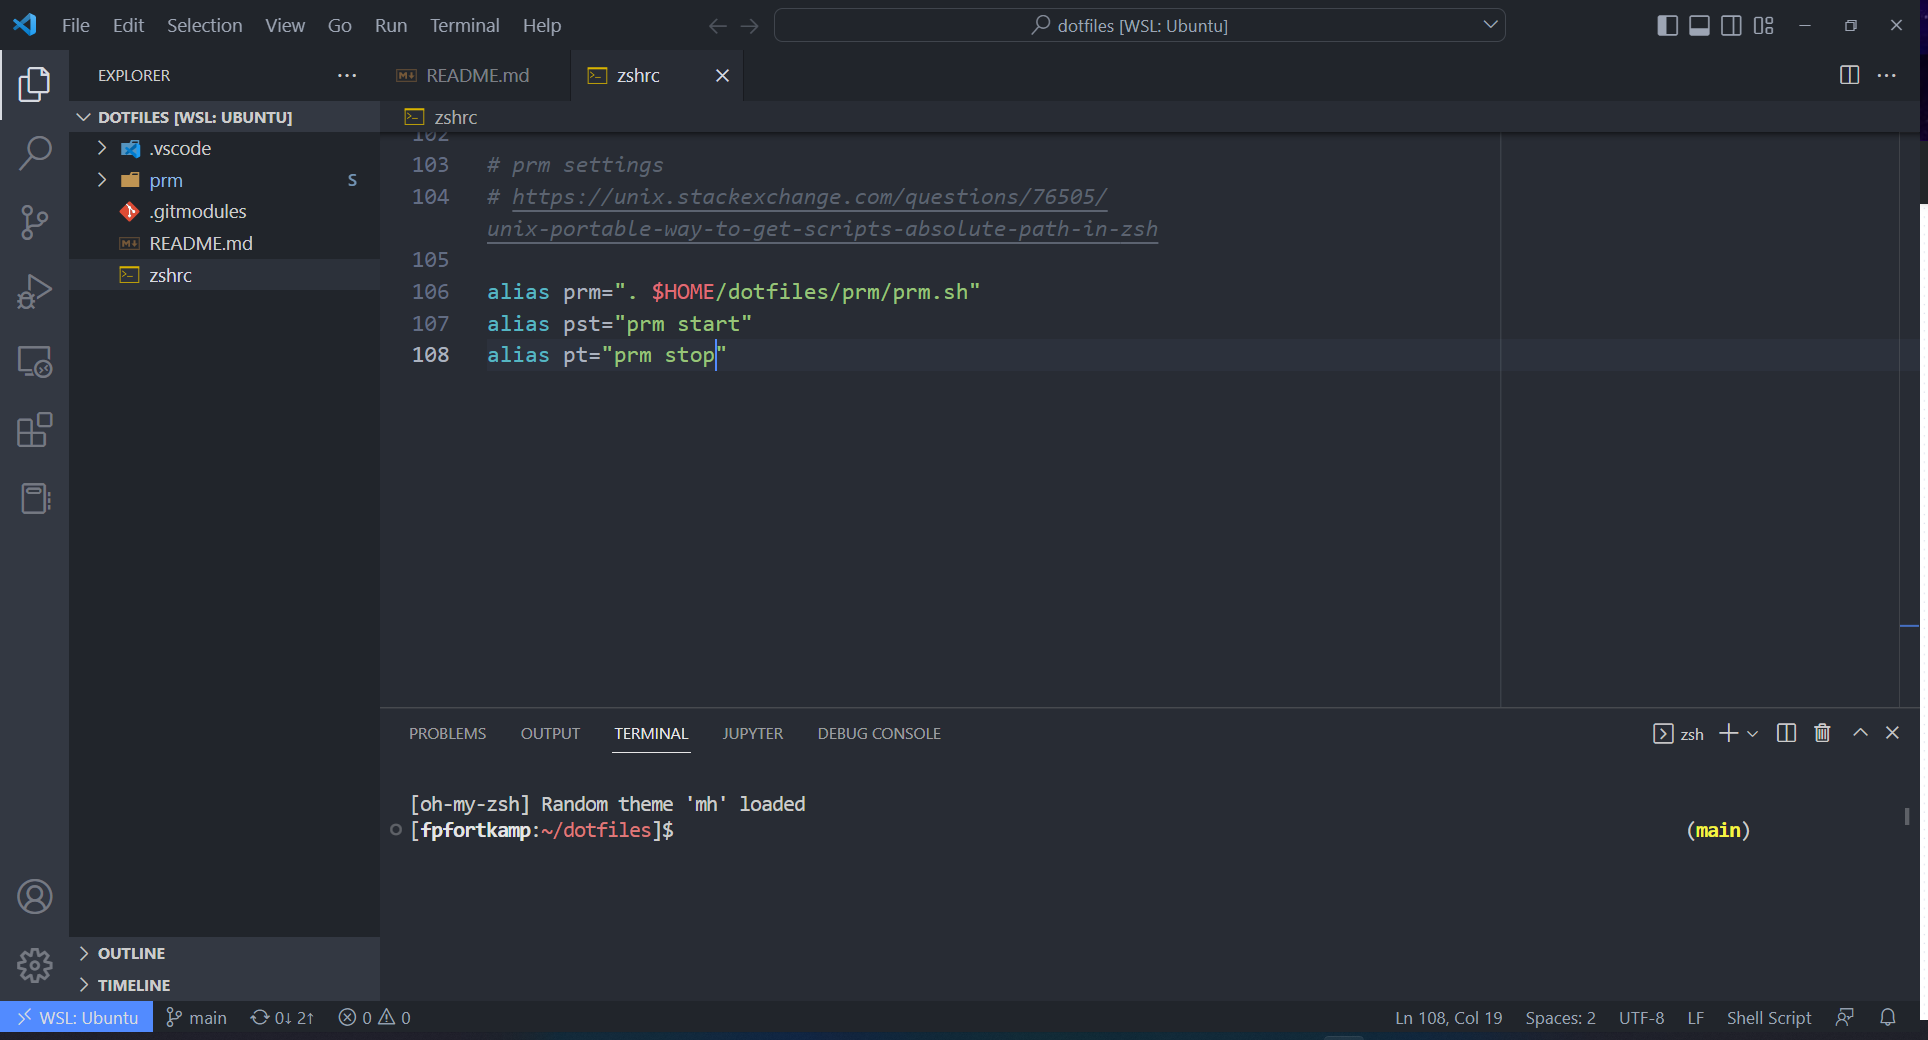 File Edit Selection View Go Run Terminal Help
dotfiles [WSL: Ubuntu]
EXPLORER
README.md
zshrc
DOTFILES [WSL: UBUNTU]
.vscode
prm S
.gitmodules
README.md
zshrc
OUTLINE
TIMELINE
zshrc
102
103 # prm settings
104 # https://unix.stackexchange.com/questions/76505/
unix-portable-way-to-get-scripts-absolute-path-in-zsh
105
106 alias prm=". $HOME/dotfiles/prm/prm.sh"
107 alias pst="prm start"
108 alias pt="prm stop"
PROBLEMS OUTPUT TERMINAL JUPYTER DEBUG CONSOLE
zsh
[oh-my-zsh] Random theme 'mh' loaded
[fpfortkamp:~/dotfiles]$ (main)
WSL: Ubuntu main 0↓ 2↑ 0 0 Ln 108, Col 19 Spaces: 2 UTF-8 LF Shell Script